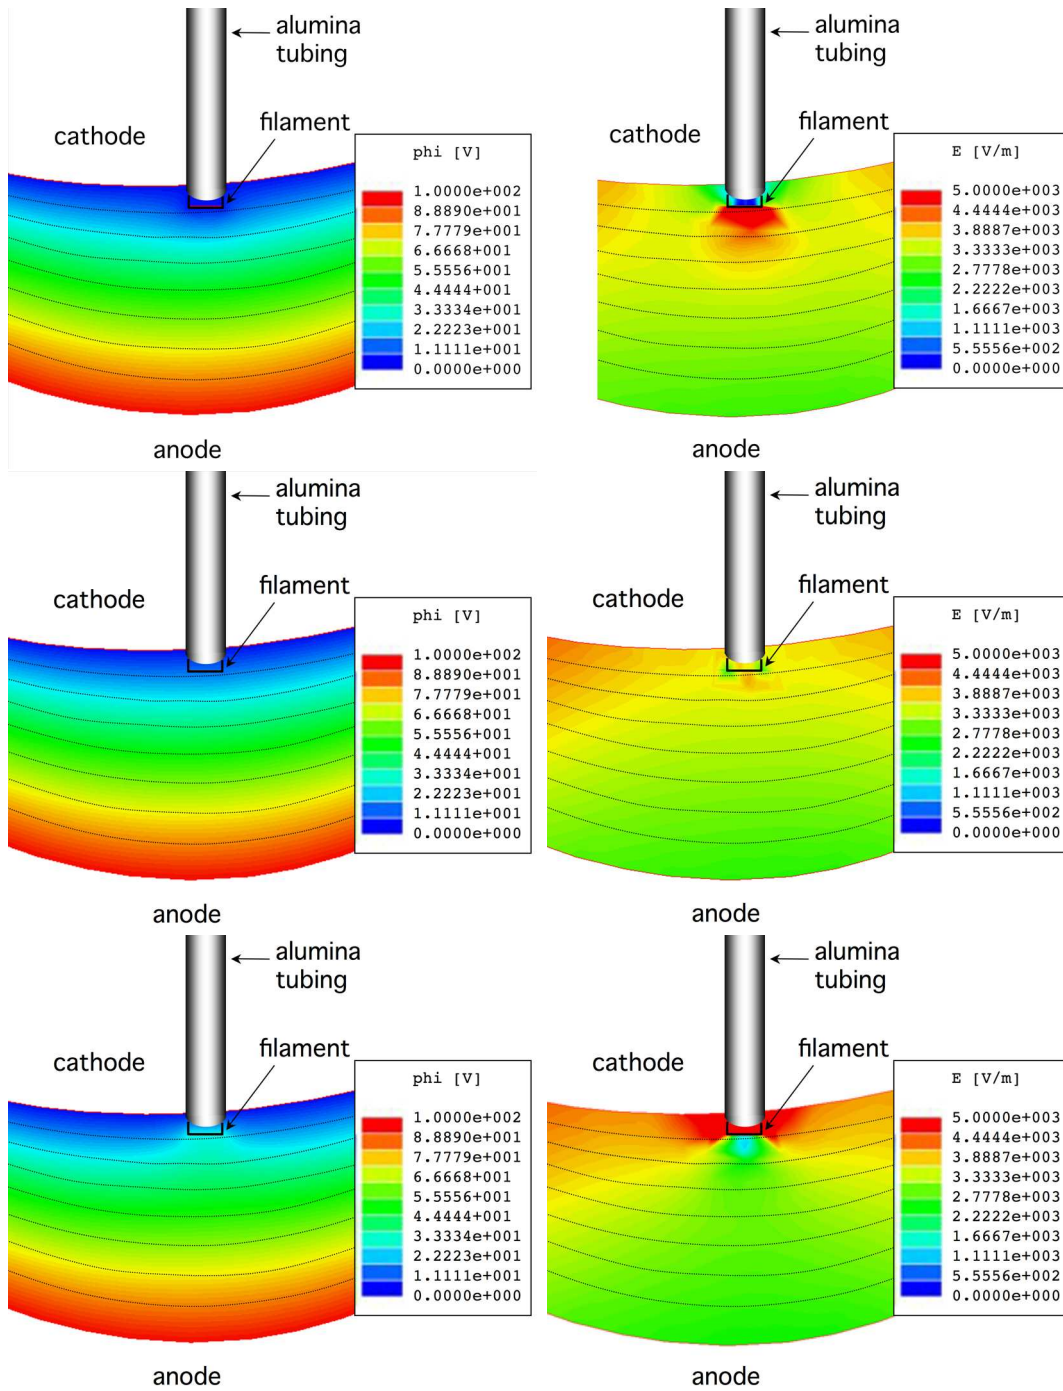 alumina
tubing
cathode
filament
phi [V]
1.0000e+002
8.8890e+001
7.7779e+001
6.6668+001
5.5556+001
4.4444e+001
3.3334e+001
2.2223e+001
1.1111e+001
0.0000e+000
anode
alumina
tubing
cathode
filament
E [V/m]
5.0000e+003
4.4444e+003
3.8887e+003
3.3333e+003
2.7778e+003
2.2222e+003
1.6667e+003
1.1111e+003
5.5556e+002
0.0000e+000
anode
alumina
tubing
cathode
filament
phi [V]
1.0000e+002
8.8890e+001
7.7779e+001
6.6668+001
5.5556+001
4.4444e+001
3.3334e+001
2.2223e+001
1.1111e+001
0.0000e+000
anode
alumina
tubing
cathode
filament
E [V/m]
5.0000e+003
4.4444e+003
3.8887e+003
3.3333e+003
2.7778e+003
2.2222e+003
1.6667e+003
1.1111e+003
5.5556e+002
0.0000e+000
anode
alumina
tubing
cathode
filament
phi [V]
1.0000e+002
8.8890e+001
7.7779e+001
6.6668+001
5.5556+001
4.4444e+001
3.3334e+001
2.2223e+001
1.1111e+001
0.0000e+000
anode
alumina
tubing
cathode
filament
E [V/m]
5.0000e+003
4.4444e+003
3.8887e+003
3.3333e+003
2.7778e+003
2.2222e+003
1.6667e+003
1.1111e+003
5.5556e+002
0.0000e+000
anode